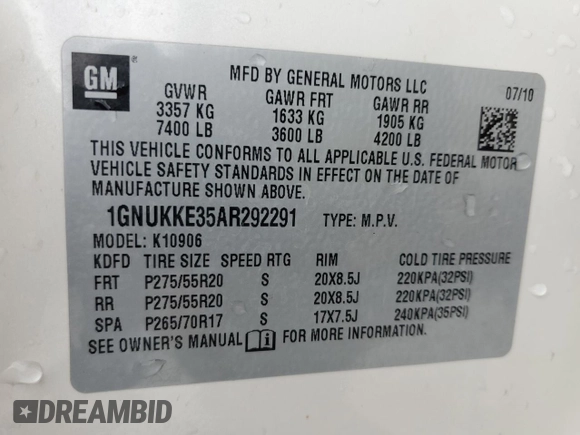 GM
MFD BY GENERAL MOTORS LLC
07/10
GVWR GAWR FRT GAWR RR
3357 KG 1633 KG 1905 KG
7400 LB 3600 LB 4200 LB
THIS VEHICLE CONFORMS TO ALL APPLICABLE U.S. FEDERAL MOTOR
VEHICLE SAFETY STANDARDS IN EFFECT ON THE DATE OF
MANUFACTURE SHOWN ABOVE.
1GNUKKE35AR292291 TYPE: M.P.V.
MODEL: K10906
KDFD TIRE SIZE SPEED RTG RIM COLD TIRE PRESSURE
FRT P275/55R20 S 20X8.5J 220KPA(32PSI)
RR P275/55R20 S 20X8.5J 220KPA(32PSI)
SPA P265/70R17 S 17X7.5J 240KPA(35PSI)
SEE OWNER'S MANUAL FOR MORE INFORMATION.
DREAMBID